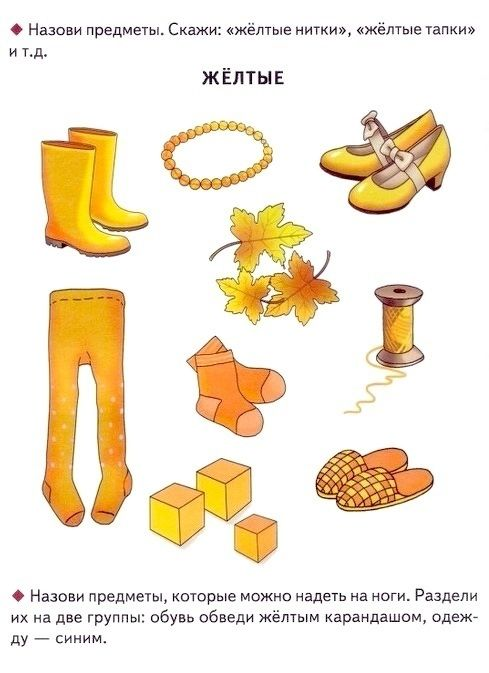 ◆ Назови предметы. Скажи: «жёлтые нитки», «жёлтые тапки»
и т.д.
ЖЁЛТЫЕ
◆ Назови предметы, которые можно надеть на ноги. Раздели
их на две группы: обувь обведи жёлтым карандашом, одеж-
ду — синим.